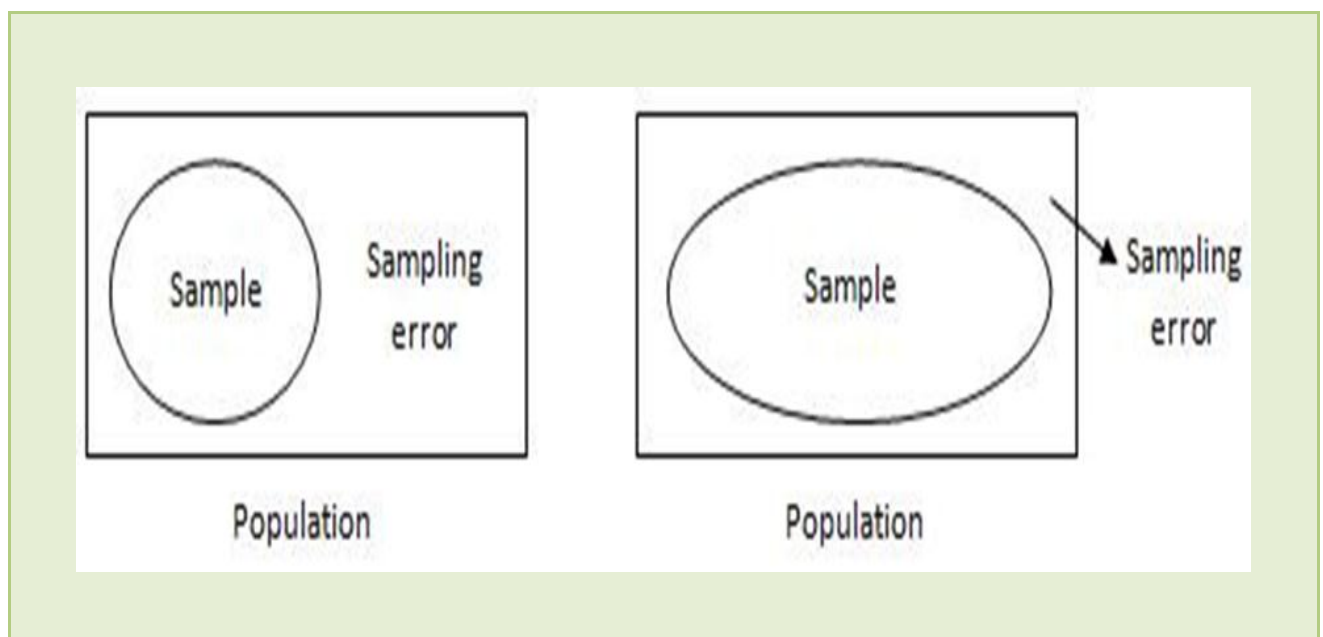 Sample
Sampling
error
Population
Sample
Sampling
error
Population